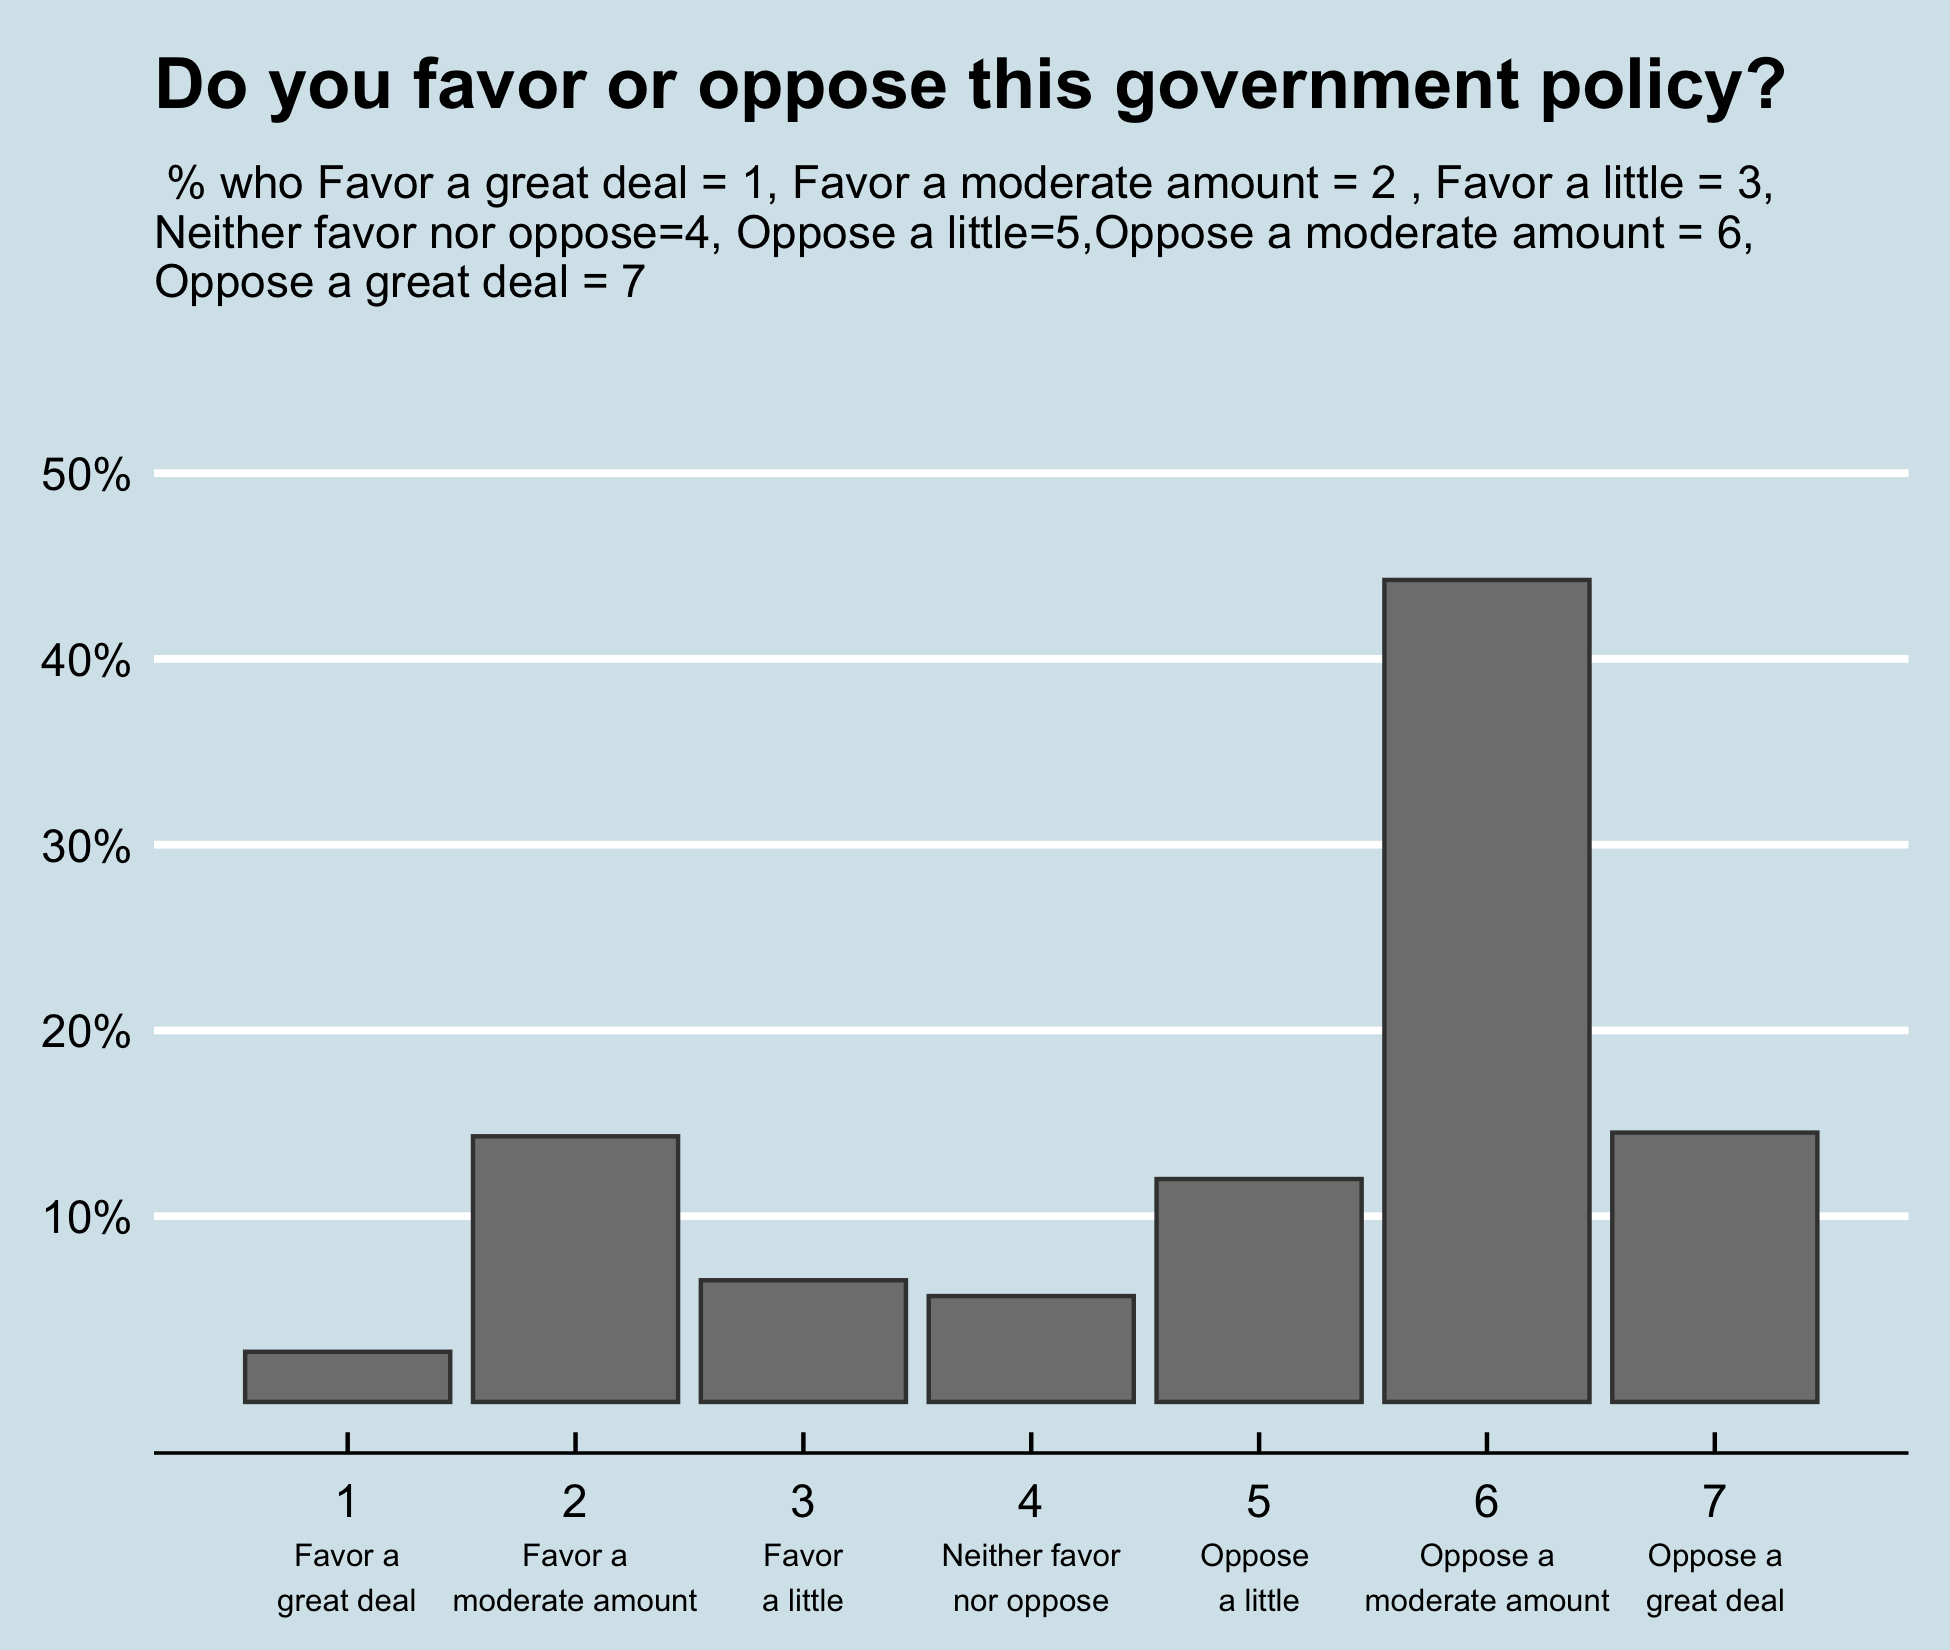 Do you favor or oppose this government policy?
% who Favor a great deal = 1, Favor a moderate amount = 2 , Favor a little = 3,
Neither favor nor oppose=4, Oppose a little=5,Oppose a moderate amount = 6,
Oppose a great deal = 7
50%
40%
30%
20%
10%
1 2 3 4 5 6 7
Favor a Favor a Favor Neither favor Oppose Oppose a Oppose a
great deal moderate amount a little nor oppose a little moderate amount great deal